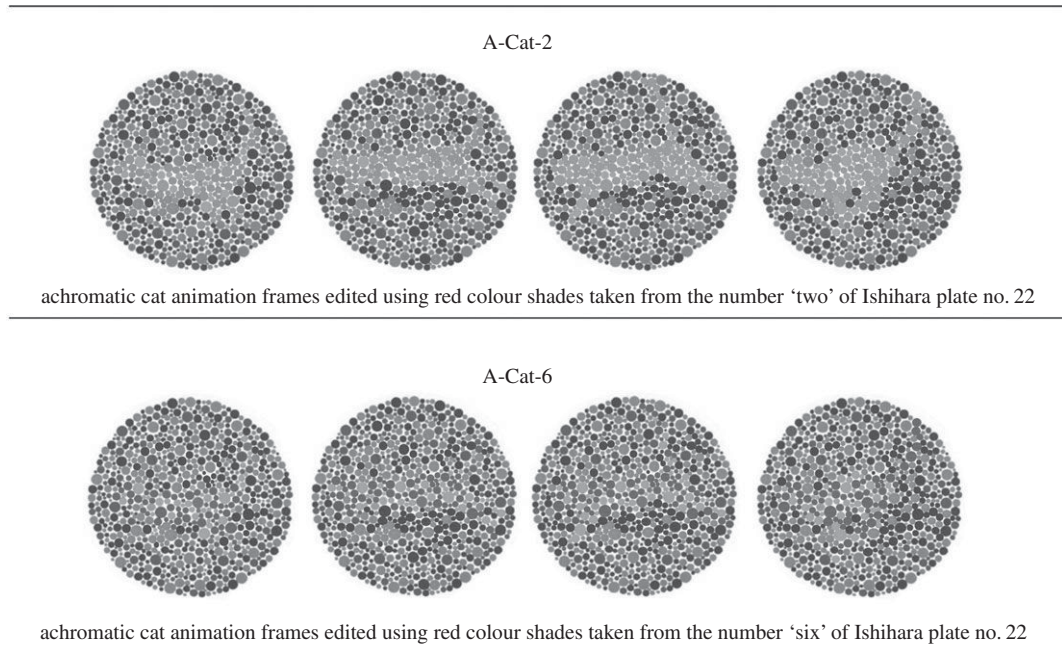 A-Cat-2
achromatic cat animation frames edited using red colour shades taken from the number ‘two’ of Ishihara plate no. 22
A-Cat-6
achromatic cat animation frames edited using red colour shades taken from the number ‘six’ of Ishihara plate no. 22